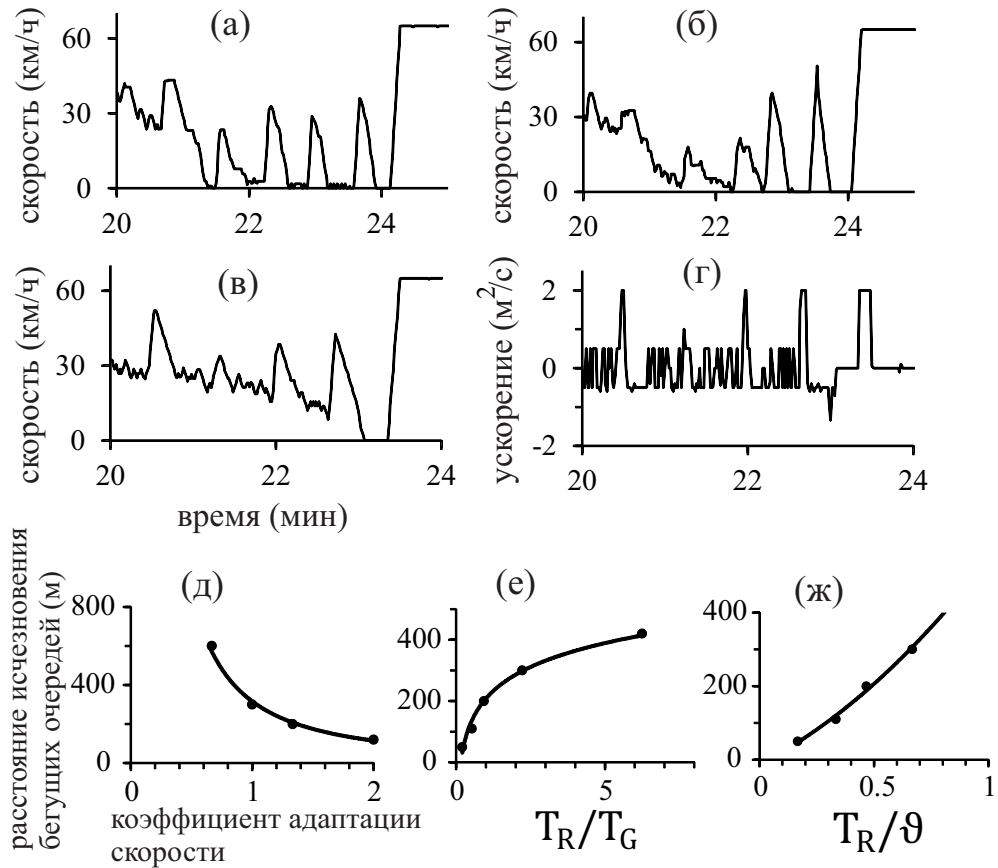 (а)
скорость (км/ч)
60
30
0
20
22
24
(б)
скорость (км/ч)
60
30
0
20
22
24
(в)
скорость (км/ч)
60
30
0
20
22
24
время (мин)
(г)
ускорение (м²/с)
2
0
-2
20
22
24
(д)
расстояние исчезновения
бегущих очередей (м)
800
400
0
0
1
2
коэффициент адаптации
скорости
(е)
400
200
0
0
5
T_R/T_G
(ж)
400
200
0
0
0.5
1
T_R/ϑ